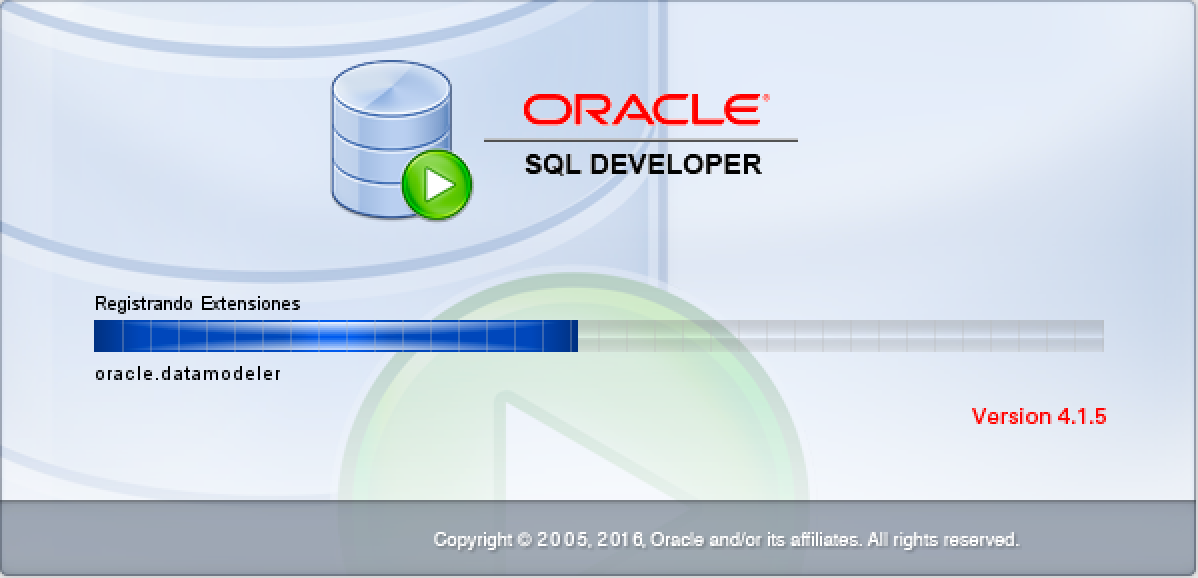 ORACLE®
SQL DEVELOPER
Registrando Extensiones
oracle.datamodeler
Version 4.1.5
Copyright © 2005, 2016, Oracle and/or its affiliates. All rights reserved.